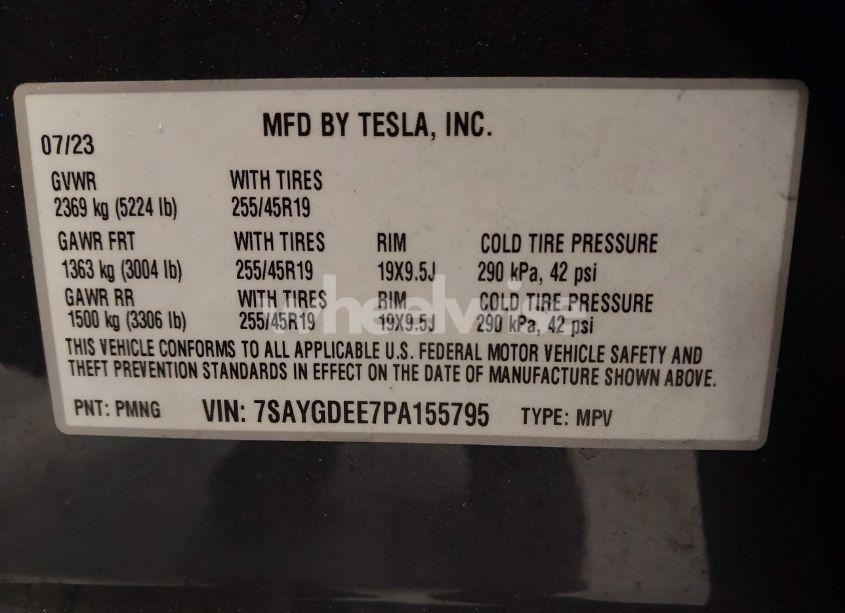 MFD BY TESLA, INC.
07/23
GVWR WITH TIRES
2369 kg (5224 lb) 255/45R19
GAWR FRT WITH TIRES RIM COLD TIRE PRESSURE
1363 kg (3004 lb) 255/45R19 19X9.5J 290 kPa, 42 psi
GAWR RR WITH TIRES RIM COLD TIRE PRESSURE
1500 kg (3306 lb) 255/45R19 19X9.5J 290 kPa, 42 psi
THIS VEHICLE CONFORMS TO ALL APPLICABLE U.S. FEDERAL MOTOR VEHICLE SAFETY AND
THEFT PREVENTION STANDARDS IN EFFECT ON THE DATE OF MANUFACTURE SHOWN ABOVE.
PNT: PMNG VIN: 7SAYGDEE7PA155795 TYPE: MPV